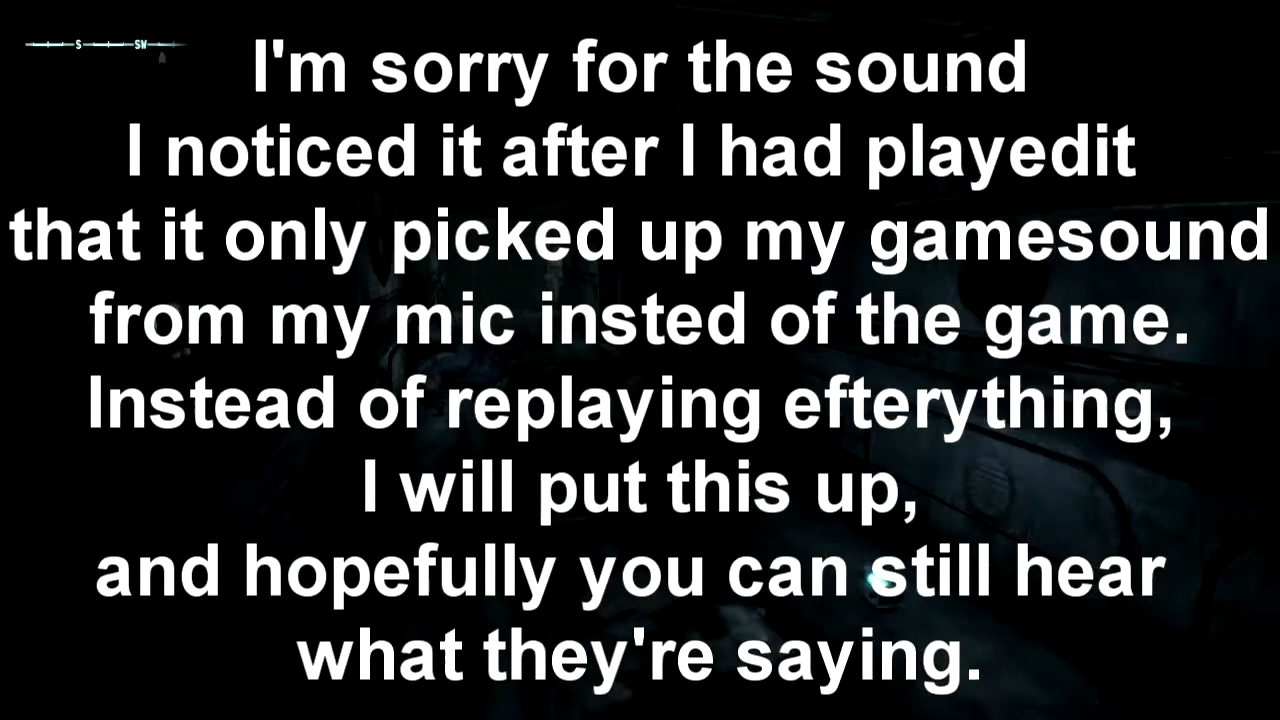 S SW
I'm sorry for the sound
I noticed it after I had playedit
that it only picked up my gamesound
from my mic insted of the game.
Instead of replaying efterything,
I will put this up,
and hopefully you can still hear
what they're saying.